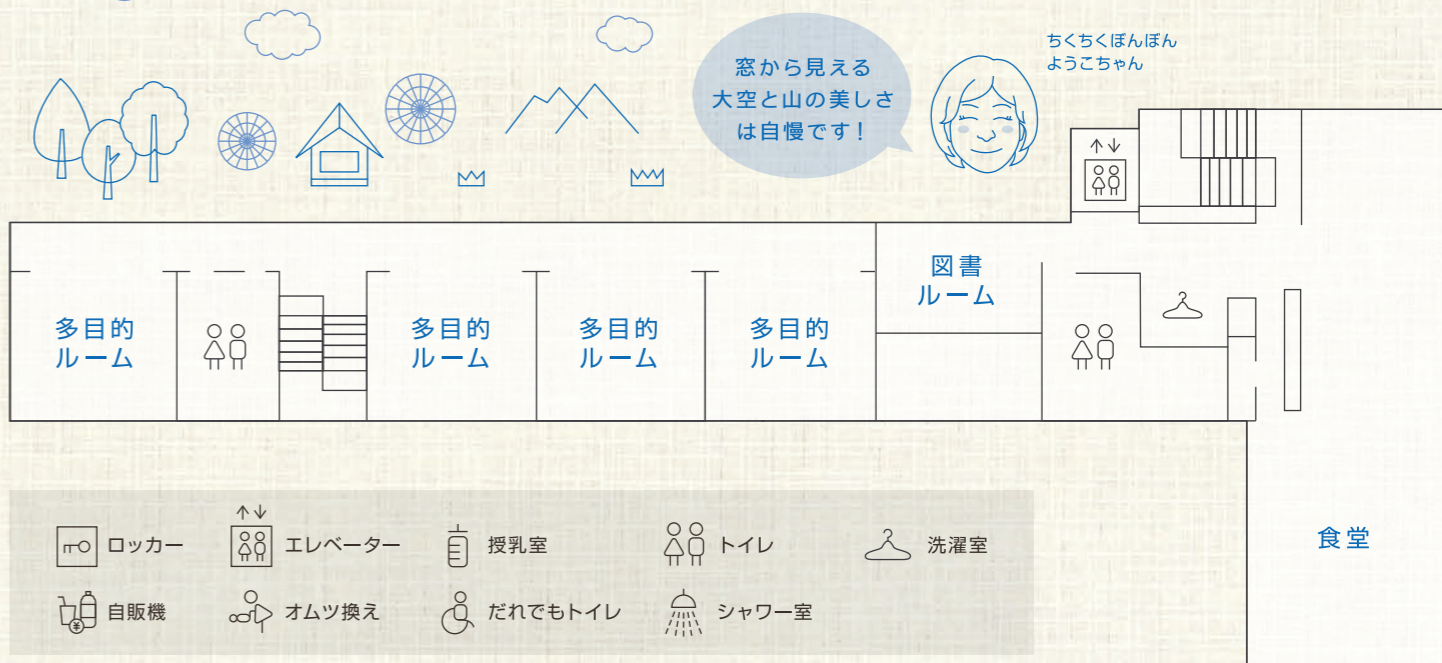 ちくちくぼんぼん
ようこちゃん
窓から見える
大空と山の美しさ
は自慢です！
図書
ルーム
多目的
ルーム
多目的
ルーム
多目的
ルーム
多目的
ルーム
食堂
ロッカー
エレベーター
授乳室
トイレ
洗濯室
自販機
オムツ換え
だれでもトイレ
シャワー室